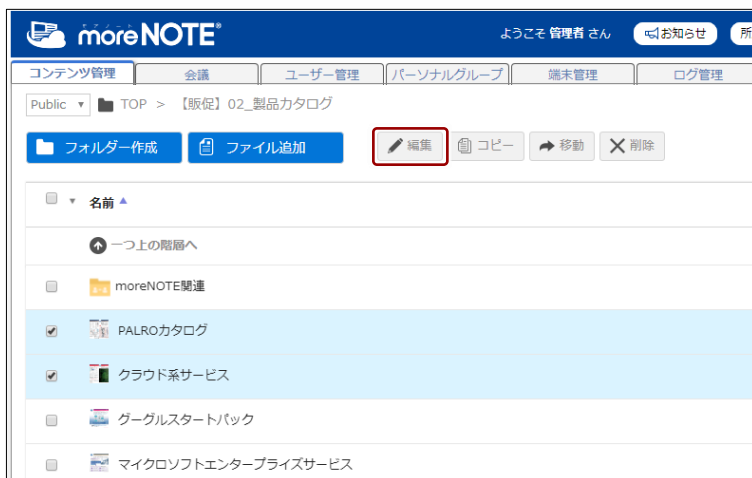 moreNOTE®
ようこそ 管理者 さん
お知らせ
所
コンテンツ管理 会議 ユーザー管理 パーソナルグループ 端末管理 ログ管理
Public ▼ TOP > 【販促】02_製品カタログ
フォルダー作成 ファイル追加 編集 コピー 移動 削除
▼ 名前 ▲
一つ上の階層へ
moreNOTE関連
PALROカタログ
クラウド系サービス
グーグルスタートパック
マイクロソフトエンタープライズサービス